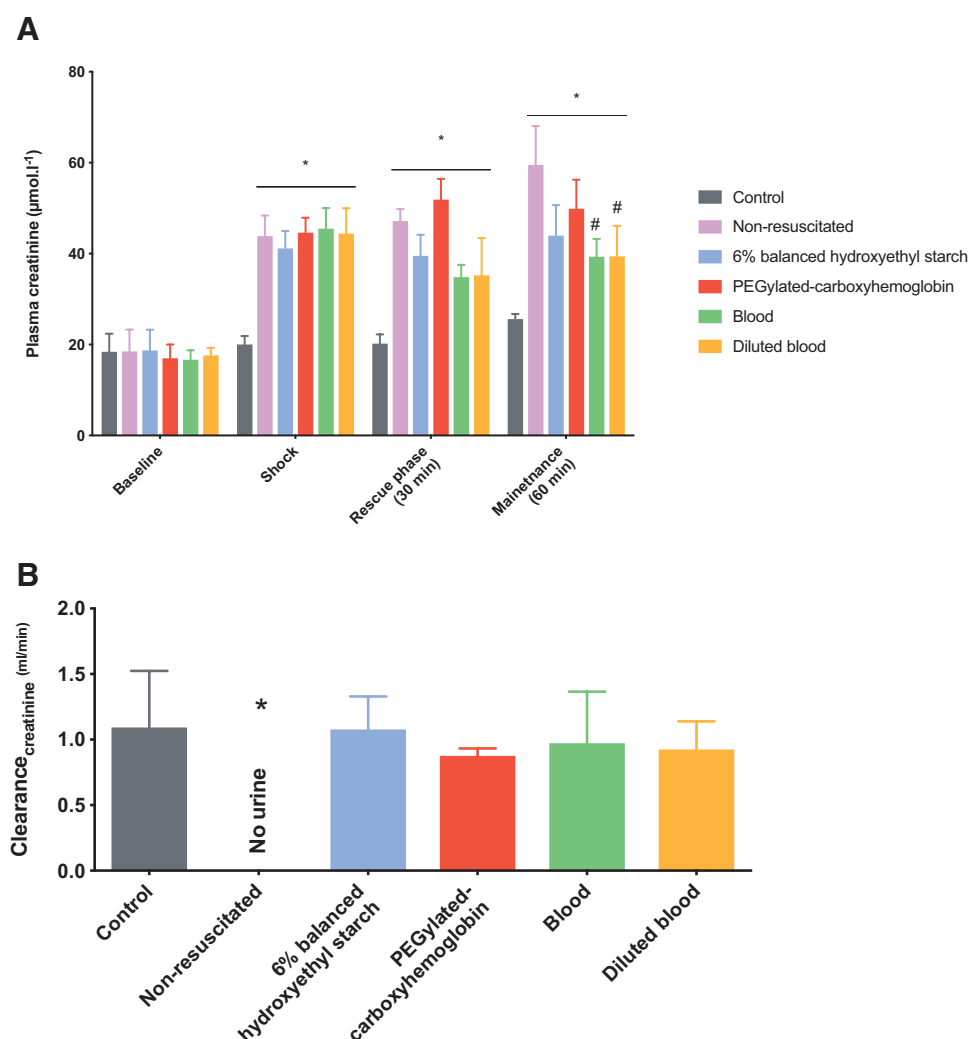 A
Plasma creatinine (µmol.l⁻¹)
80
60
40
20
0
*
*
*
#
#
Baseline
Shock
Rescue phase
(30 min)
Mainetnance
(60 min)
Control
Non-resuscitated
6% balanced hydroxyethyl starch
PEGylated-carboxyhemoglobin
Blood
Diluted blood
B
Clearance creatinine (ml/min)
2.0
1.5
1.0
0.5
0.0
*
No urine
Control
Non-resuscitated
6% balanced
hydroxyethyl starch
PEGylated-
carboxyhemoglobin
Blood
Diluted blood